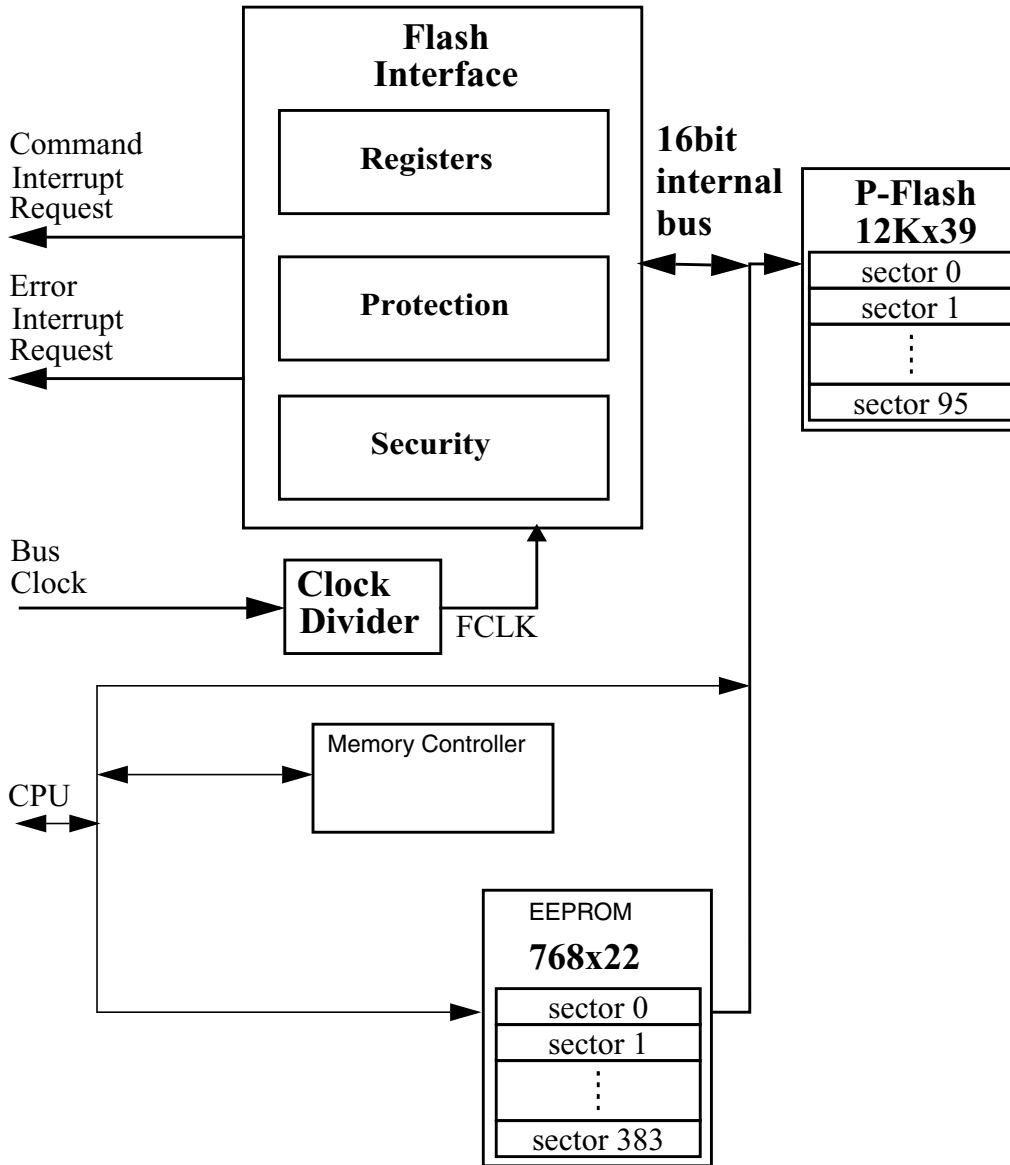 Flash
Interface
Registers
Protection
Security
Command
Interrupt
Request
Error
Interrupt
Request
16bit
internal
bus
P-Flash
12Kx39
sector 0
sector 1
sector 95
Bus
Clock
Clock
Divider
FCLK
Memory Controller
CPU
EEPROM
768x22
sector 0
sector 1
sector 383